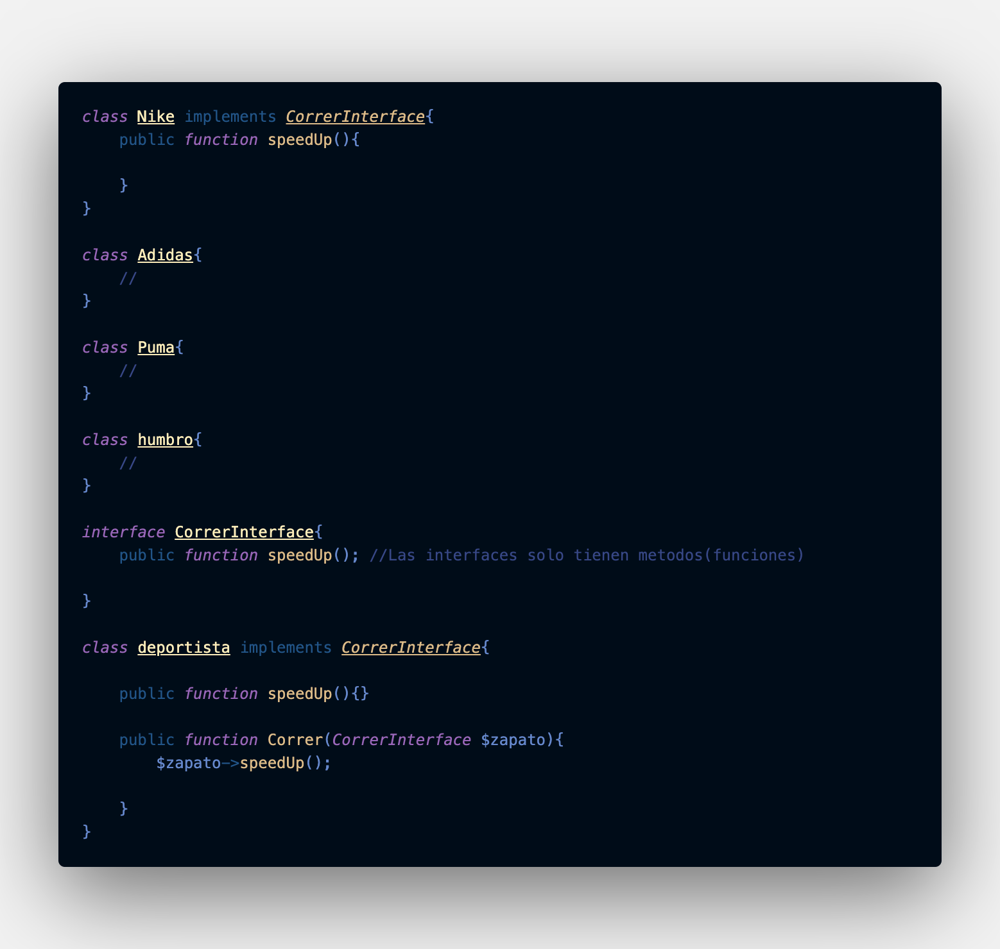 class Nike implements CorrerInterface{
    public function speedUp(){

    }
}

class Adidas{
    //
}

class Puma{
    //
}

class humbro{
    //
}

interface CorrerInterface{
    public function speedUp(); //Las interfaces solo tienen metodos(funciones)

}

class deportista implements CorrerInterface{

    public function speedUp(){}

    public function Correr(CorrerInterface $zapato){
        $zapato->speedUp();

    }
}